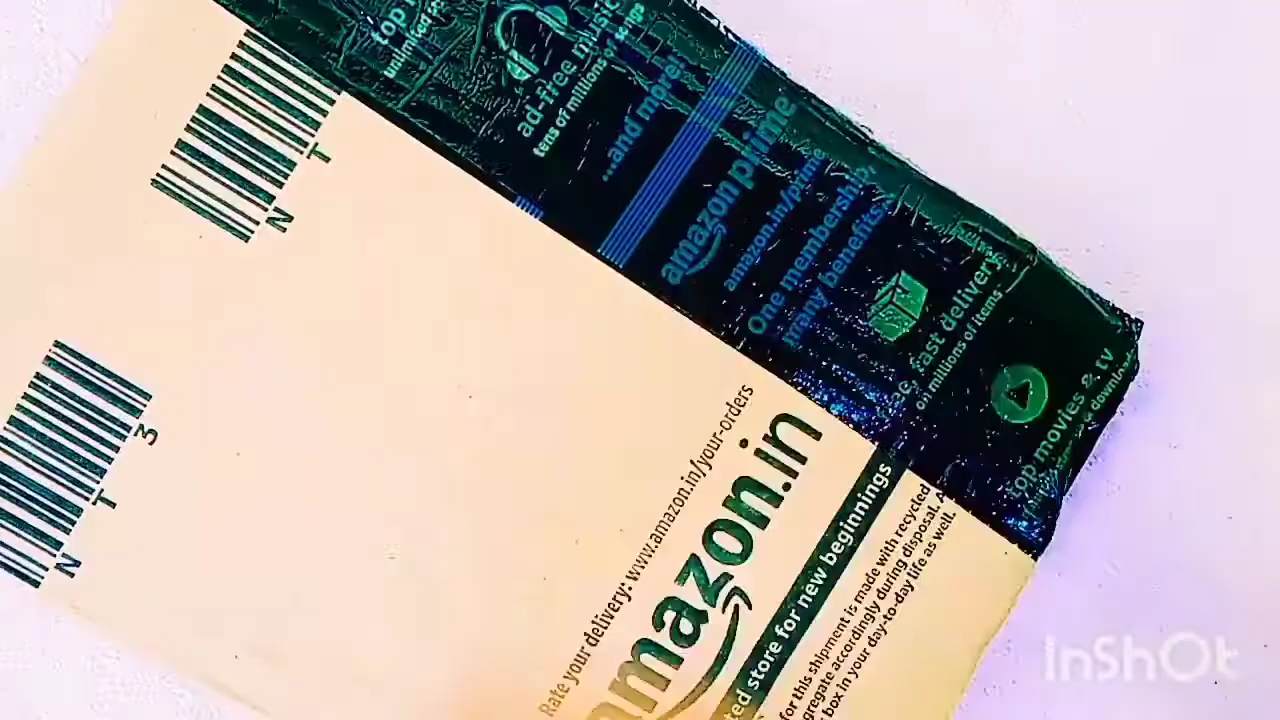 top
unlimited
ad-free music
tens of millions of songs
...and more!
amazon prime
amazon.in/prime
One membership,
many benefits
fast delivery
on millions of items
top movies & tv
download
N T
N T 3
Rate your delivery: www.amazon.in/your-orders
amazon.in
store for new beginnings
for this shipment is made with recycled
accordingly during disposal.
box in your day-to-day life as well.
InShOt